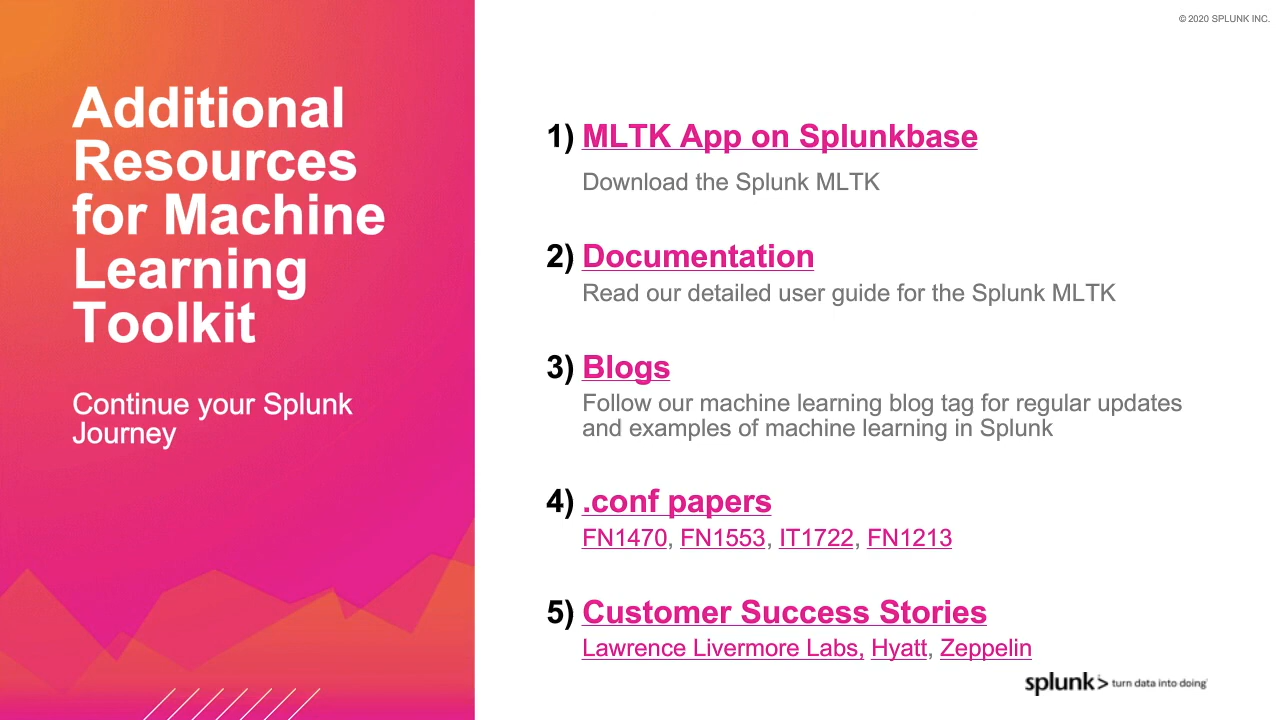 © 2020 SPLUNK INC.
Additional
Resources
for Machine
Learning
Toolkit
Continue your Splunk
Journey
1) MLTK App on Splunkbase
Download the Splunk MLTK
2) Documentation
Read our detailed user guide for the Splunk MLTK
3) Blogs
Follow our machine learning blog tag for regular updates
and examples of machine learning in Splunk
4) .conf papers
FN1470, FN1553, IT1722, FN1213
5) Customer Success Stories
Lawrence Livermore Labs, Hyatt, Zeppelin
splunk> turn data into doing